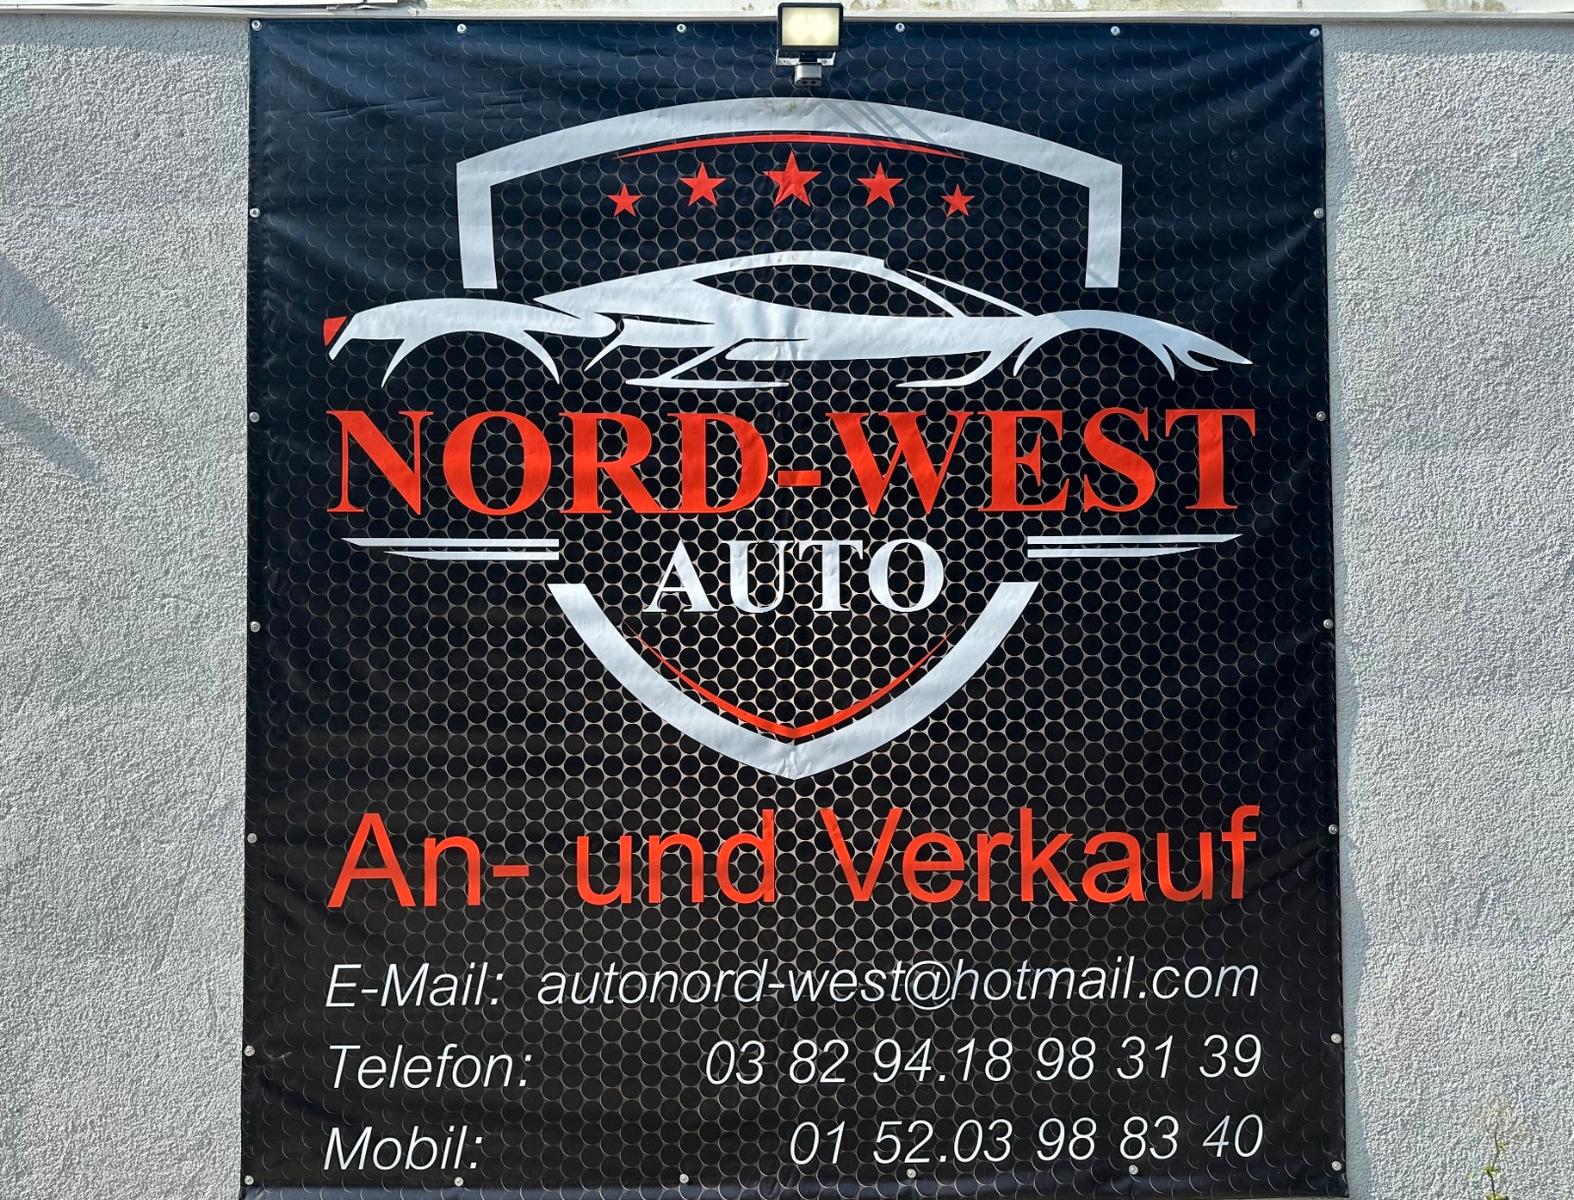 NORD-WEST
AUTO
An- und Verkauf
E-Mail: autonord-west@hotmail.com
Telefon: 03 82 94.18 98 31 39
Mobil: 01 52.03 98 83 40